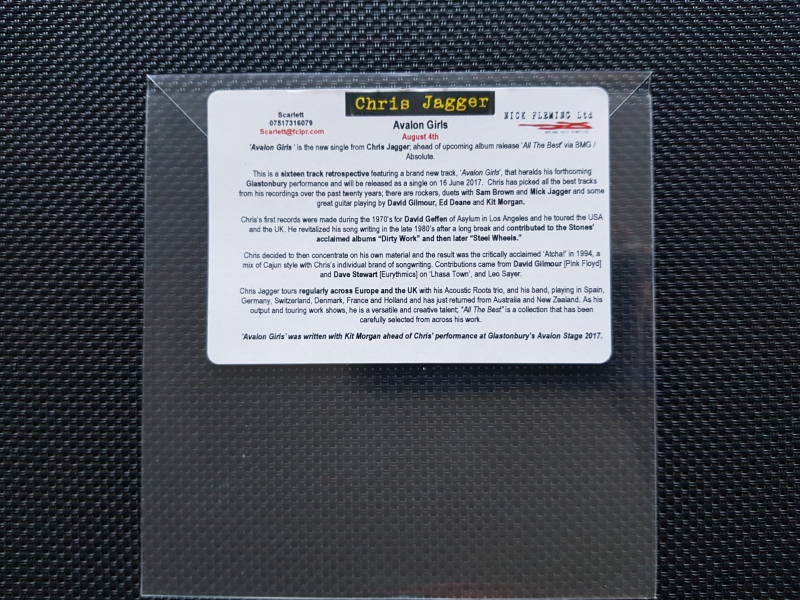 Chris Jagger
Scarlett
07517316079
Scarlett@fclpr.com
NICK FLEMING Ltd
Avalon Girls
August 4th
'Avalon Girls ' is the new single from Chris Jagger; ahead of upcoming album release 'All The Best' via BMG /
Absolute.
This is a sixteen track retrospective featuring a brand new track, 'Avalon Girls', that heralds his forthcoming
Glastonbury performance and will be released as a single on 16 June 2017. Chris has picked all the best tracks
from his recordings over the past twenty years; there are rockers, duets with Sam Brown and Mick Jagger and some
great guitar playing by David Gilmour, Ed Deane and Kit Morgan.
Chris's first records were made during the 1970's for David Geffen of Asylum in Los Angeles and he toured the USA
and the UK. He revitalized his song writing in the late 1980's after a long break and contributed to the Stones'
acclaimed albums "Dirty Work" and then later "Steel Wheels."
Chris decided to then concentrate on his own material and the result was the critically acclaimed 'Atcha!' in 1994, a
mix of Cajun style with Chris's individual brand of songwriting. Contributions came from David Gilmour [Pink Floyd]
and Dave Stewart [Eurythmics] on 'Lhasa Town', and Leo Sayer.
Chris Jagger tours regularly across Europe and the UK with his Acoustic Roots trio, and his band, playing in Spain,
Germany, Switzerland, Denmark, France and Holland and has just returned from Australia and New Zealand. As his
output and touring work shows, he is a versatile and creative talent; "All The Best" is a collection that has been
carefully selected from across his work.
'Avalon Girls' was written with Kit Morgan ahead of Chris' performance at Glastonbury's Avalon Stage 2017.